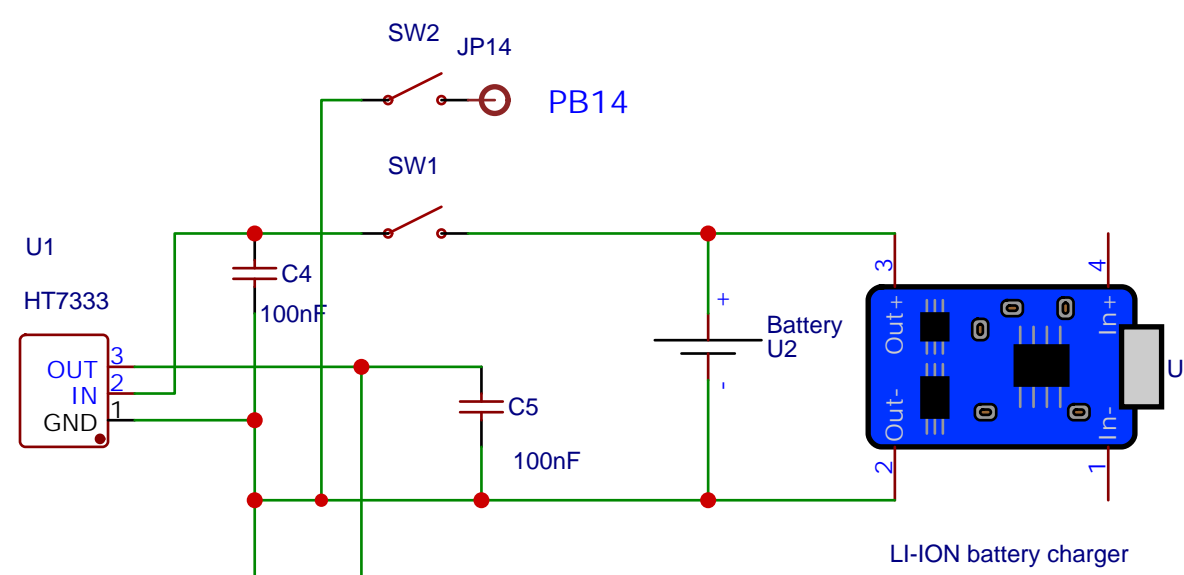 SW2
JP14
PB14
SW1
U1
HT7333
OUT 3
IN 2
GND 1
C4
100nF
C5
100nF
+
Battery
U2
-
3
4
Out+
In+
U
Out-
In-
2
1
LI-ION battery charger